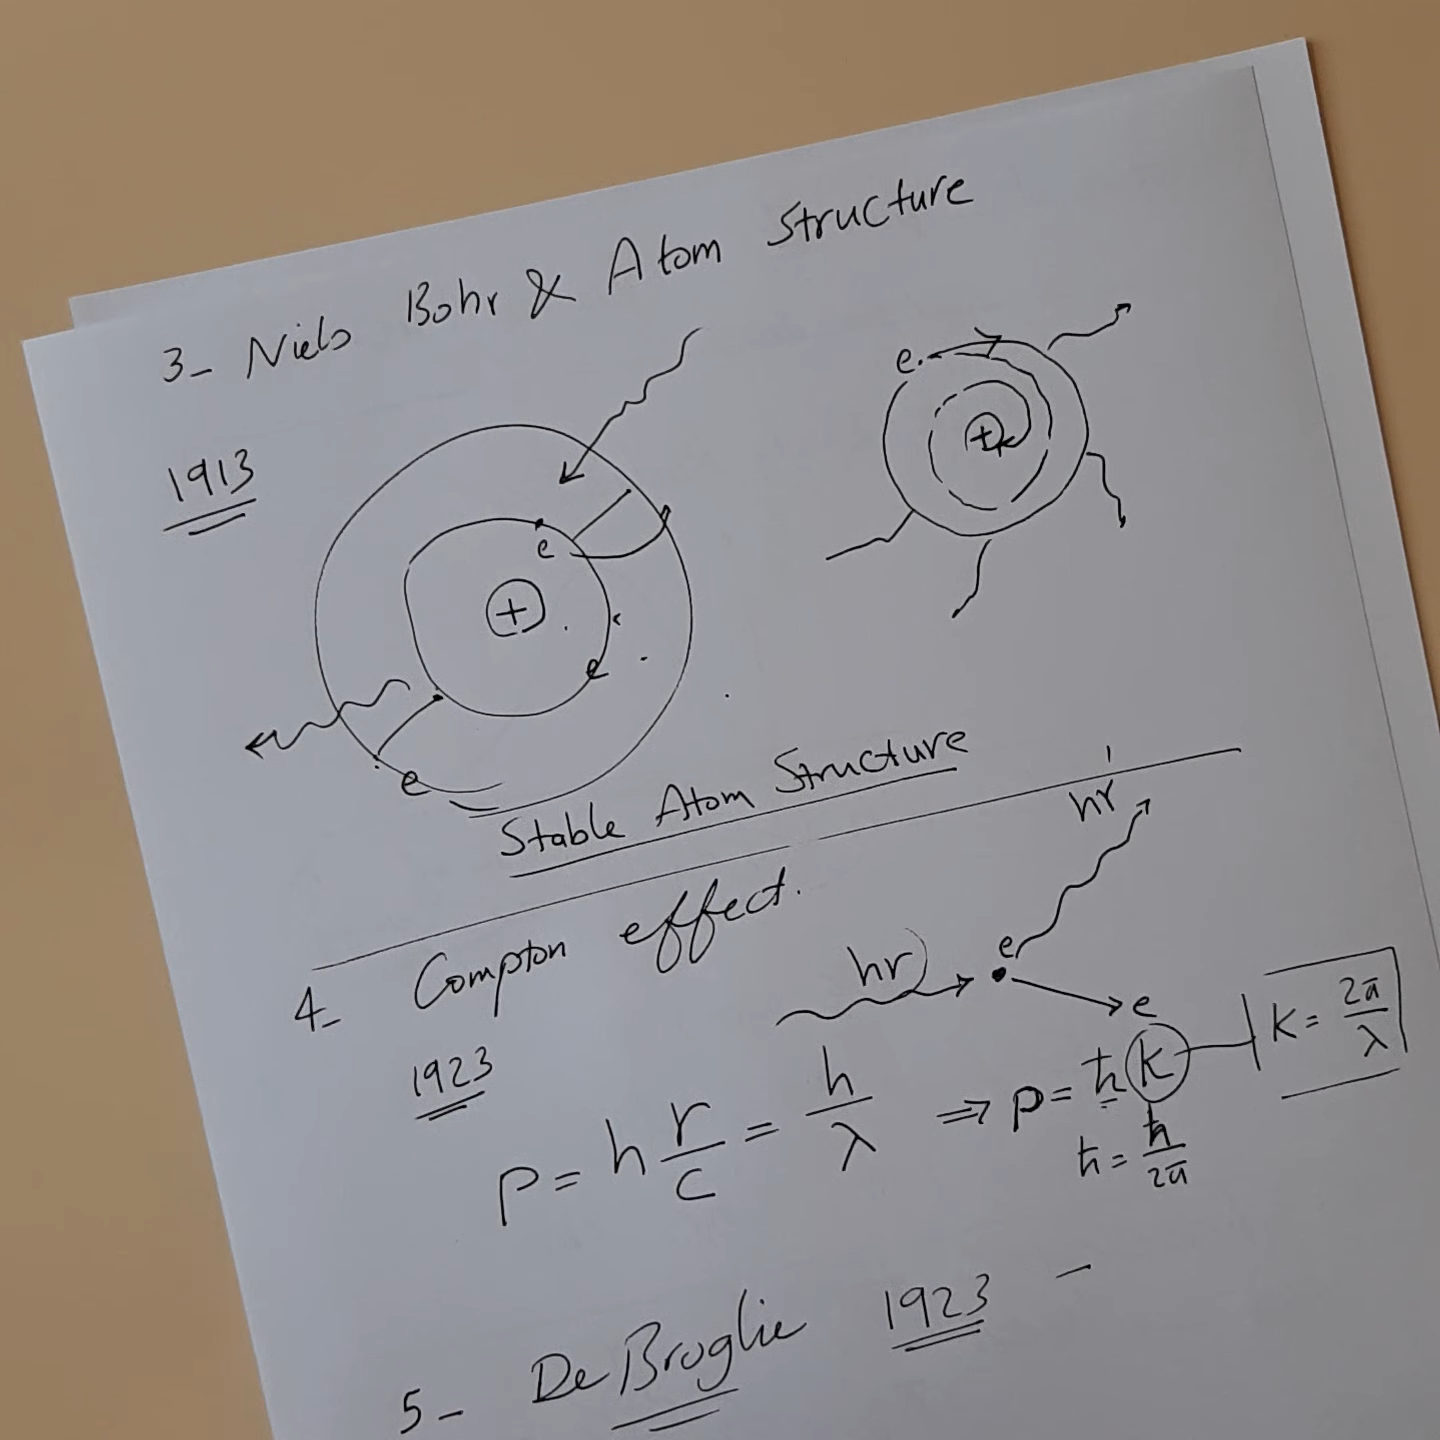 3- Niels Bohr & Atom Structure
1913
e
+
e
e
e
+
Stable Atom Structure
4- Compton effect.
1923
hν
e
hν'
e
P = h ν/c = h/λ ⇒ P = ħ k
k = 2π/λ
ħ = h/2π
5- De Broglie 1923 -